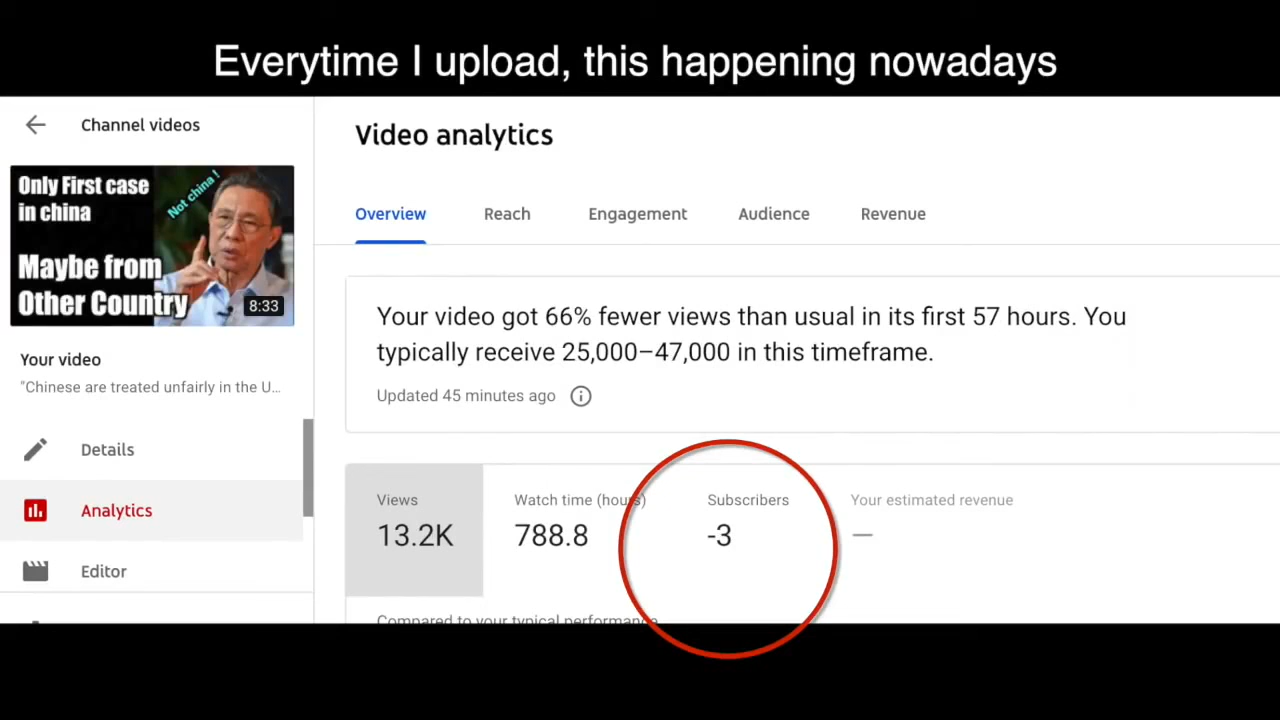 Everytime I upload, this happening nowadays
Channel videos
Only First case
in china
Not china !
Maybe from
Other Country
8:33
Your video
"Chinese are treated unfairly in the U...
Details
Analytics
Editor
Video analytics
Overview
Reach
Engagement
Audience
Revenue
Your video got 66% fewer views than usual in its first 57 hours. You
typically receive 25,000–47,000 in this timeframe.
Updated 45 minutes ago
Views
13.2K
Watch time (hours)
788.8
Subscribers
-3
Your estimated revenue
—
Compared to your typical performance